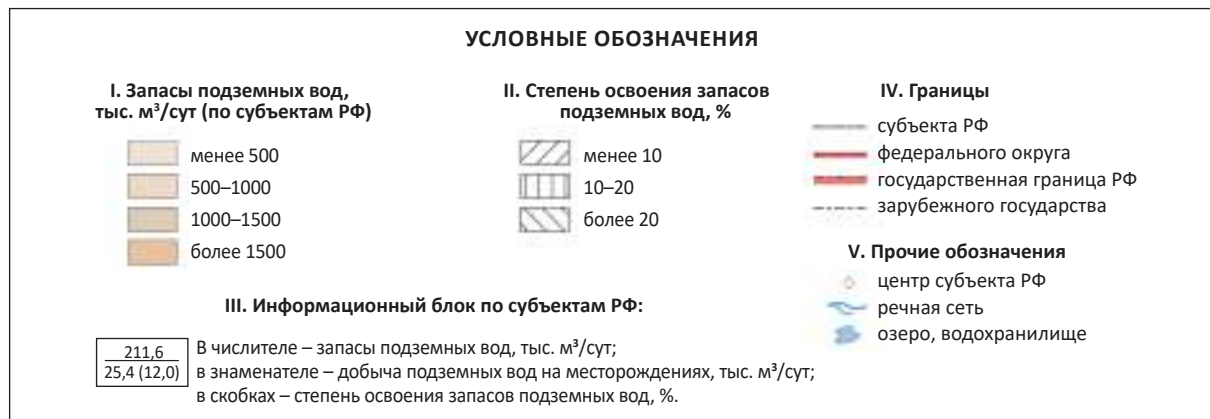 УСЛОВНЫЕ ОБОЗНАЧЕНИЯ
I. Запасы подземных вод,
тыс. м³/сут (по субъектам РФ)
менее 500
500–1000
1000–1500
более 1500
II. Степень освоения запасов
подземных вод, %
менее 10
10–20
более 20
IV. Границы
субъекта РФ
федерального округа
государственная граница РФ
зарубежного государства
V. Прочие обозначения
центр субъекта РФ
речная сеть
озеро, водохранилище
III. Информационный блок по субъектам РФ:
211,6
25,4 (12,0)
В числителе – запасы подземных вод, тыс. м³/сут;
в знаменателе – добыча подземных вод на месторождениях, тыс. м³/сут;
в скобках – степень освоения запасов подземных вод, %.